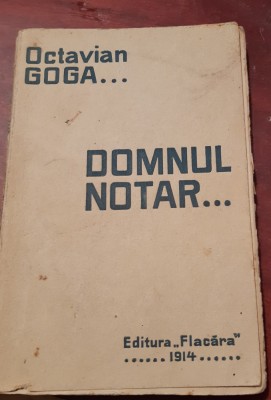 Octavian
GOGA...
DOMNUL
NOTAR...
Editura „Flacăra"
...... 1914 ......